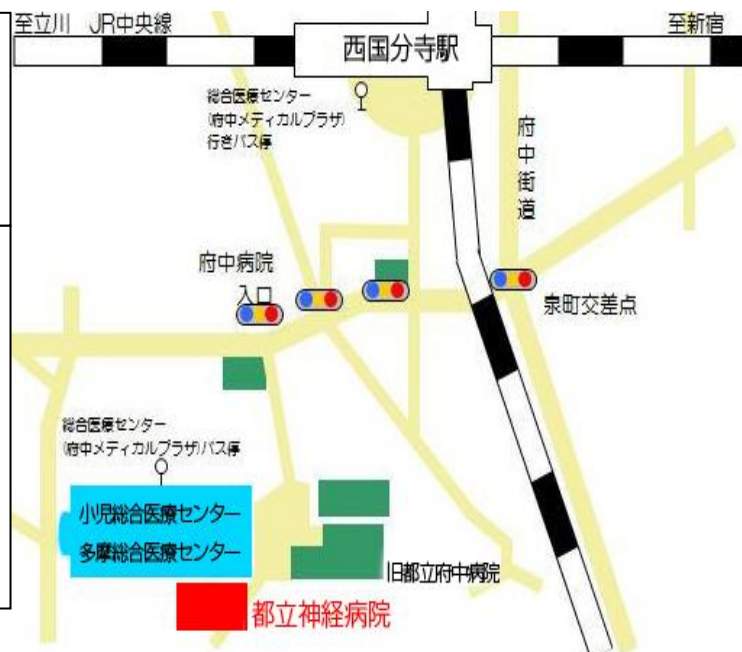 至立川 JR中央線
至新宿
西国分寺駅
総合医療センター
(府中メディカルプラザ)
行きバス停
府中街道
府中病院
入口
泉町交差点
総合医療センター
(府中メディカルプラザ)バス停
小児総合医療センター
多摩総合医療センター
旧都立府中病院
都立神経病院